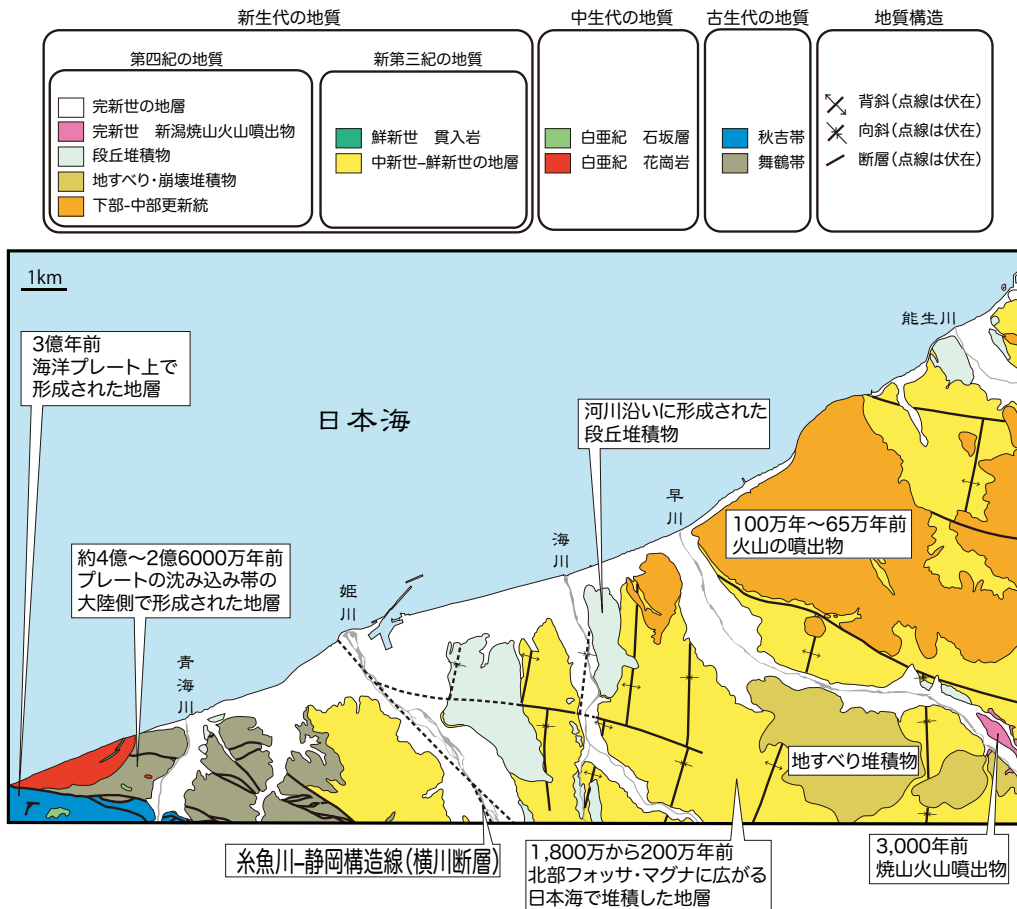 新生代の地質
中生代の地質
古生代の地質
地質構造
第四紀の地質
新第三紀の地質
完新世の地層
完新世　新潟焼山火山噴出物
段丘堆積物
地すべり・崩壊堆積物
下部-中部更新統
鮮新世　貫入岩
中新世–鮮新世の地層
白亜紀　石坂層
白亜紀　花崗岩
秋吉帯
舞鶴帯
背斜（点線は伏在）
向斜（点線は伏在）
断層（点線は伏在）
1km
能生川
3億年前
海洋プレート上で
形成された地層
日本海
河川沿いに形成された
段丘堆積物
早川
100万年〜65万年前
火山の噴出物
海川
約4億〜2億6000万年前
プレートの沈み込み帯の
大陸側で形成された地層
姫川
青海川
地すべり堆積物
糸魚川–静岡構造線（横川断層）
1,800万から200万年前
北部フォッサ・マグナに広がる
日本海で堆積した地層
3,000年前
焼山火山噴出物